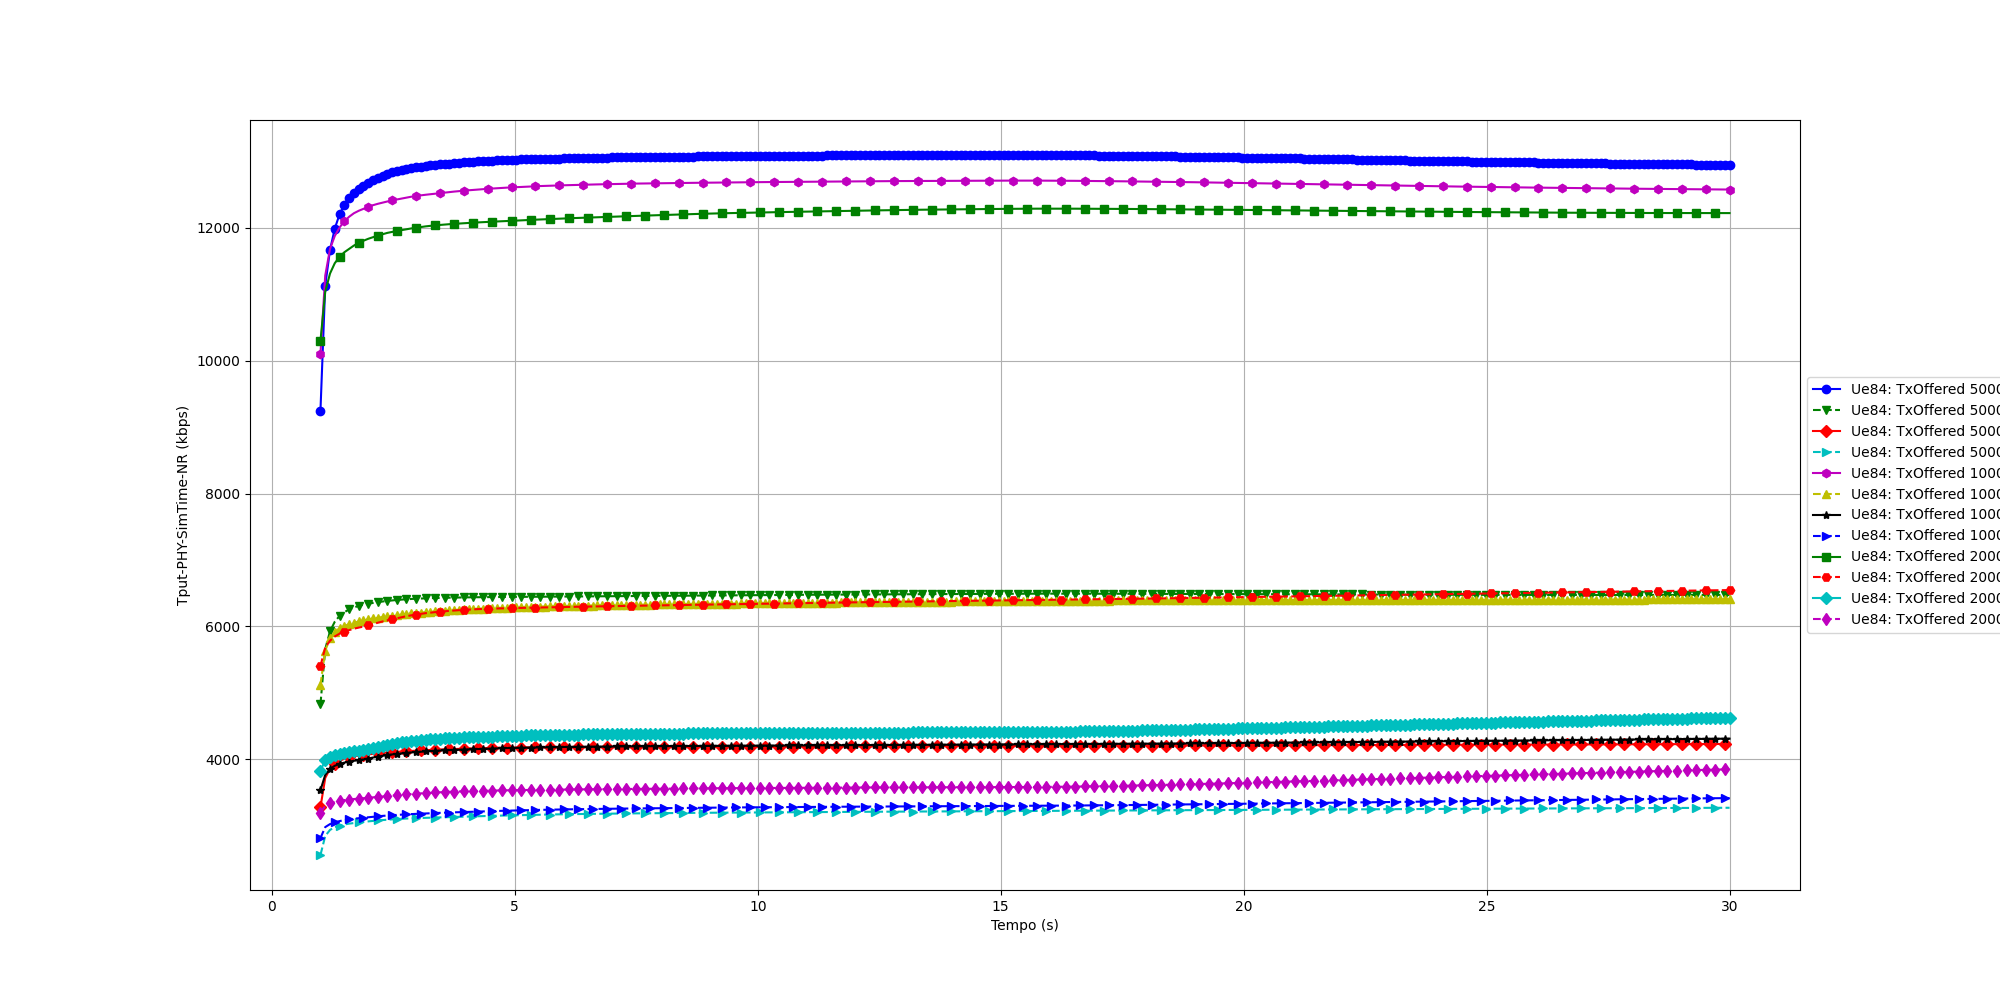 12000
10000
8000
6000
4000
Tput-PHY-SimTime-NR (kbps)
0 5 10 15 20 25 30
Tempo (s)
Ue84: TxOffered 5000
Ue84: TxOffered 5000
Ue84: TxOffered 5000
Ue84: TxOffered 5000
Ue84: TxOffered 1000
Ue84: TxOffered 1000
Ue84: TxOffered 1000
Ue84: TxOffered 1000
Ue84: TxOffered 2000
Ue84: TxOffered 2000
Ue84: TxOffered 2000
Ue84: TxOffered 2000